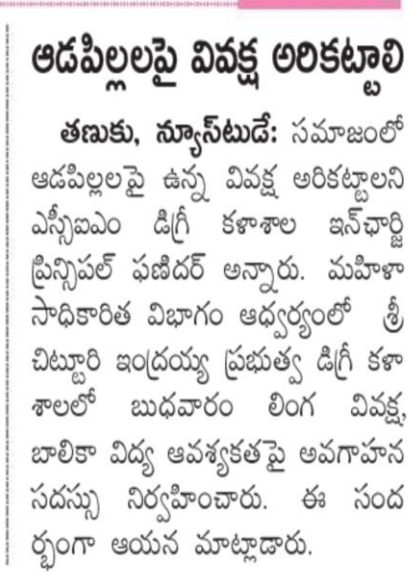 ఆడపిల్లలపై వివక్ష అరికట్టాలి
తణుకు, న్యూస్‌టుడే: సమాజంలో
ఆడపిల్లలపై ఉన్న వివక్ష అరికట్టాలని
ఎస్సీఐఎం డిగ్రీ కళాశాల ఇన్‌ఛార్జి
ప్రిన్సిపల్ ఫణిదర్ అన్నారు. మహిళా
సాధికారిత విభాగం ఆధ్వర్యంలో శ్రీ
చిట్టూరి ఇంద్రయ్య ప్రభుత్వ డిగ్రీ కళా
శాలలో బుధవారం లింగ వివక్ష,
బాలికా విద్య ఆవశ్యకతపై అవగాహన
సదస్సు నిర్వహించారు. ఈ సంద
ర్భంగా ఆయన మాట్లాడారు.